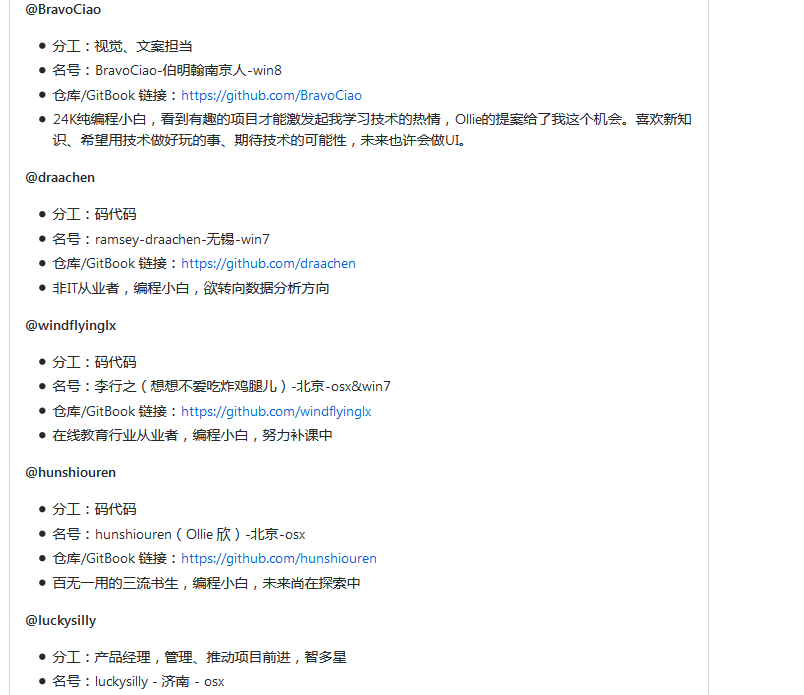 @BravoCiao
分工：视觉、文案担当
名号：BravoCiao-伯明翰南京人-win8
仓库/GitBook 链接：https://github.com/BravoCiao
24K纯编程小白，看到有趣的项目才能激发起我学习技术的热情，Ollie的提案给了我这个机会。喜欢新知
识、希望用技术做好玩的事、期待技术的可能性，未来也许会做UI。
@draachen
分工：码代码
名号：ramsey-draachen-无锡-win7
仓库/GitBook 链接：https://github.com/draachen
非IT从业者，编程小白，欲转向数据分析方向
@windflyinglx
分工：码代码
名号：李行之（想想不爱吃炸鸡腿儿）-北京-osx&win7
仓库/GitBook 链接：https://github.com/windflyinglx
在线教育行业从业者，编程小白，努力补课中
@hunshiouren
分工：码代码
名号：hunshiouren（Ollie 欣）-北京-osx
仓库/GitBook 链接：https://github.com/hunshiouren
百无一用的三流书生，编程小白，未来尚在探索中
@luckysilly
分工：产品经理，管理、推动项目前进，智多星
名号：luckysilly - 济南 - osx